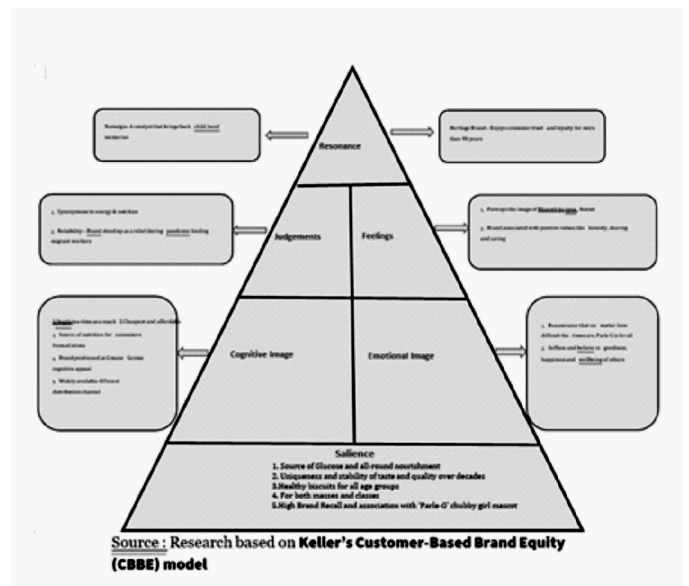 Nostalgia- A catalyst that brings back child hood
memories
Heritage Brand – Enjoys consumer trust and loyalty for more
than 90 years
Resonance
1. Synonymous to energy & nutrition
2. Reliability – Brand stood up as a relief during pandemic feeding
migrant workers
Judgements
Feelings
1. Portrays the image of
2. Brand associated with positive values like honesty, sharing
and caring
2.Cheapest and affordable
3. Source of nutrition for consumers
4. Brand positioned as Genius
cognitive appeal
5. Widely available different
distribution channel
Cognitive Image
Emotional Image
1. Reassurance that no matter how
difficult the times are, Parle-G is for all
2. Selfless and believe in goodness,
happiness and wellbeing of others
Salience
1. Source of Glucose and all-round nourishment
2. Uniqueness and stability of taste and quality over decades
3.Healthy biscuits for all age groups
4. For both masses and classes
5.High Brand Recall and association with 'Parle-G' chubby girl mascot
Source : Research based on Keller's Customer-Based Brand Equity
(CBBE) model